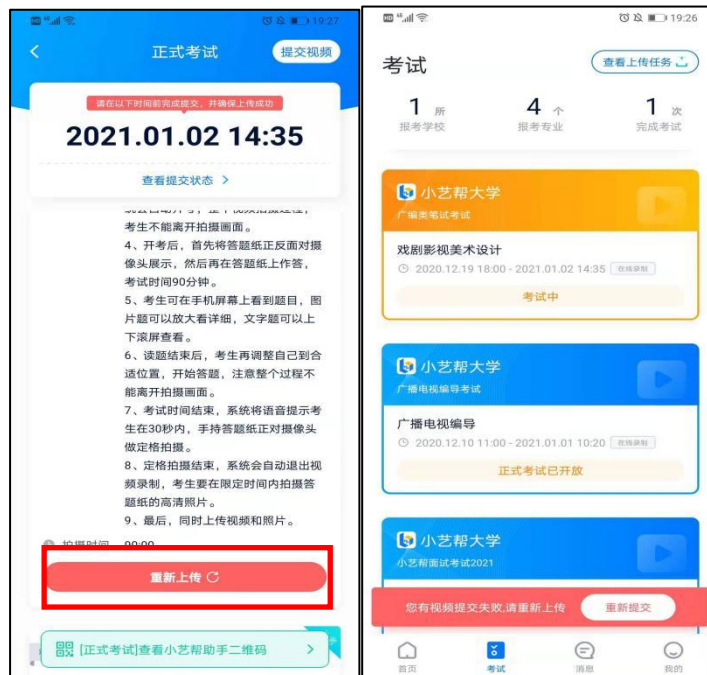 19:27
正式考试
提交视频
请在以下时间前完成提交，并确保上传成功
2021.01.02 14:35
查看提交状态 >
考生不能离开拍摄画面。
4、开考后，首先将答题纸正反面对摄
像头展示，然后再在答题纸上作答，
考试时间90分钟。
5、考生可在手机屏幕上看到题目，图
片题可以放大看详细，文字题可以上
下滚屏查看。
6、读题结束后，考生再调整自己到合
适位置，开始答题，注意整个过程不
能离开拍摄画面。
7、考试时间结束，系统将语音提示考
生在30秒内，手持答题纸正对摄像头
做定格拍摄。
8、定格拍摄结束，系统会自动退出视
频录制，考生要在限定时间内拍摄答
题纸的高清照片。
9、最后，同时上传视频和照片。
拍摄时间 90:00
重新上传
[正式考试]查看小艺帮助手二维码 >
19:26
考试
查看上传任务
1 所 4 个 1 次
报考学校 报考专业 完成考试
小艺帮大学
广编类笔试考试
戏剧影视美术设计
2020.12.19 18:00 - 2021.01.02 14:35 在线录制
考试中
小艺帮大学
广播电视编导考试
广播电视编导
2020.12.10 11:00 - 2021.01.01 10:20 在线录制
正式考试已开放
小艺帮大学
小艺帮面试考试2021
您有视频提交失败,请重新上传
重新提交
首页 考试 消息 我的